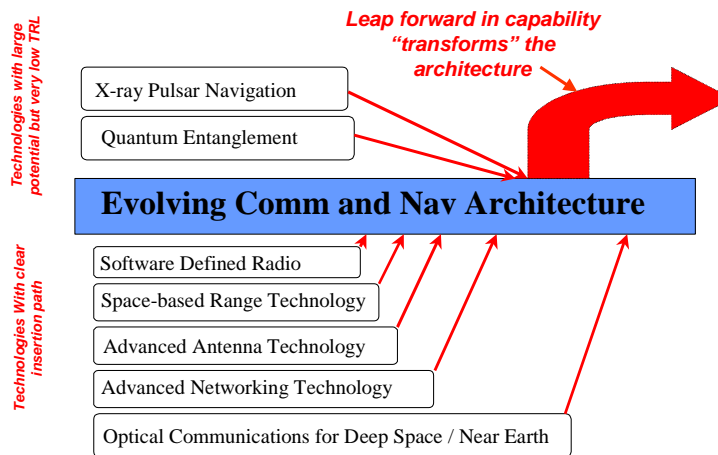 Leap forward in capability
“transforms” the
architecture
Technologies with large
potential but very low TRL
X-ray Pulsar Navigation
Quantum Entanglement
Evolving Comm and Nav Architecture
Technologies With clear
insertion path
Software Defined Radio
Space-based Range Technology
Advanced Antenna Technology
Advanced Networking Technology
Optical Communications for Deep Space / Near Earth